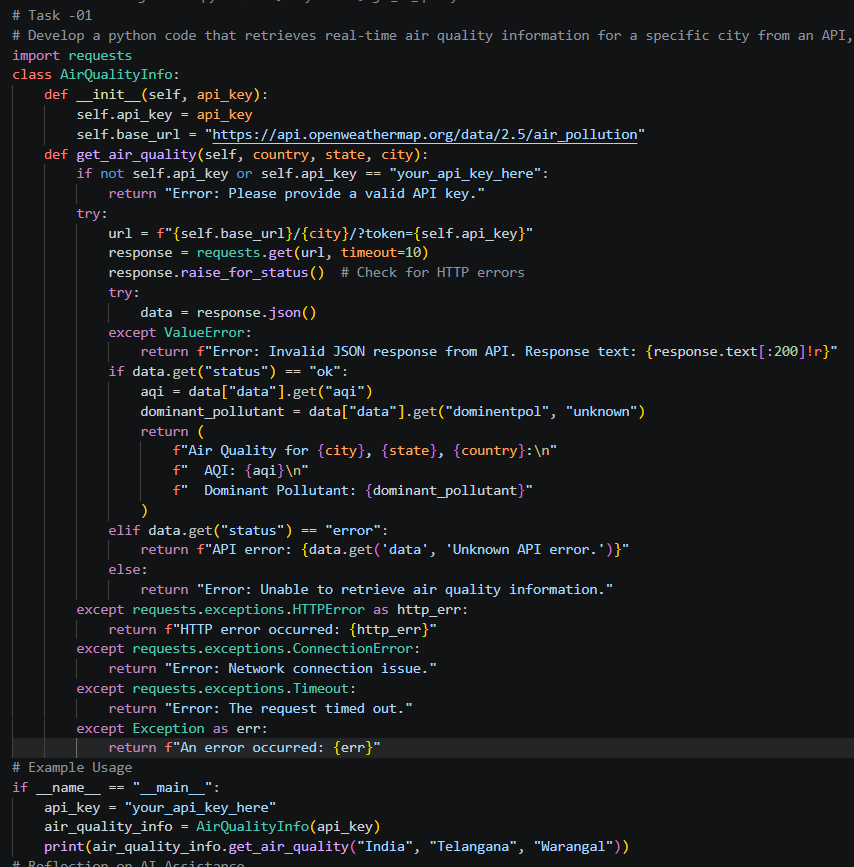 # Task -01
# Develop a python code that retrieves real-time air quality information for a specific city from an API,
import requests
class AirQualityInfo:
    def __init__(self, api_key):
        self.api_key = api_key
        self.base_url = "https://api.openweathermap.org/data/2.5/air_pollution"
    def get_air_quality(self, country, state, city):
        if not self.api_key or self.api_key == "your_api_key_here":
            return "Error: Please provide a valid API key."
        try:
            url = f"{self.base_url}/{city}/?token={self.api_key}"
            response = requests.get(url, timeout=10)
            response.raise_for_status()  # Check for HTTP errors
            try:
                data = response.json()
            except ValueError:
                return f"Error: Invalid JSON response from API. Response text: {response.text[:200]!r}"
            if data.get("status") == "ok":
                aqi = data["data"].get("aqi")
                dominant_pollutant = data["data"].get("dominentpol", "unknown")
                return (
                    f"Air Quality for {city}, {state}, {country}:\n"
                    f"  AQI: {aqi}\n"
                    f"  Dominant Pollutant: {dominant_pollutant}"
                )
            elif data.get("status") == "error":
                return f"API error: {data.get('data', 'Unknown API error.')}"
            else:
                return "Error: Unable to retrieve air quality information."
        except requests.exceptions.HTTPError as http_err:
            return f"HTTP error occurred: {http_err}"
        except requests.exceptions.ConnectionError:
            return "Error: Network connection issue."
        except requests.exceptions.Timeout:
            return "Error: The request timed out."
        except Exception as err:
            return f"An error occurred: {err}"
# Example Usage
if __name__ == "__main__":
    api_key = "your_api_key_here"
    air_quality_info = AirQualityInfo(api_key)
    print(air_quality_info.get_air_quality("India", "Telangana", "Warangal"))
# Reflection on AI Assistance